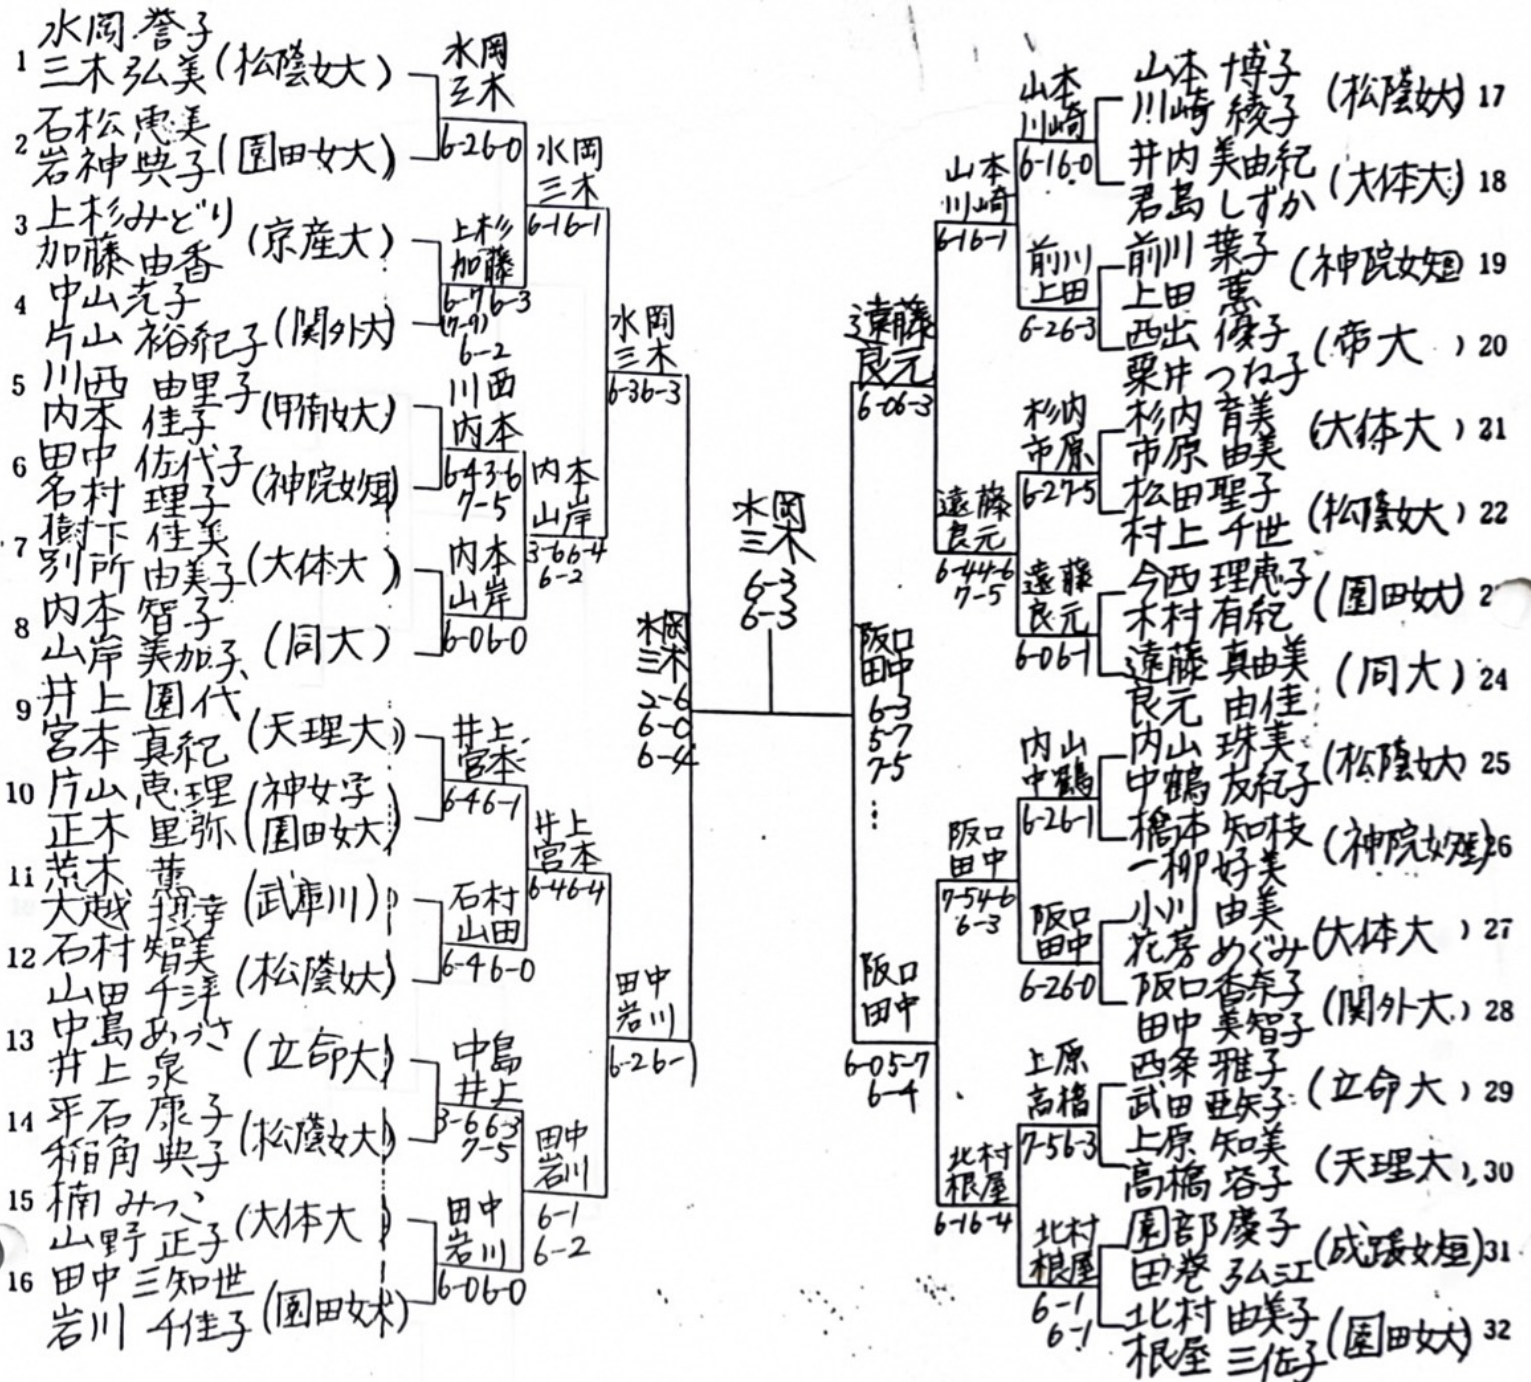 水岡 誉子
1 三木 弘美 (松蔭女大)
石松 恵美
2 岩神 典子 (園田女大)
3 上杉 みどり
加藤 由香 (京産大)
4 中山 克子
片山 裕紀子 (関外大)
5 川西 由里子
内本 佳子 (甲南女大)
6 田中 佐代子
名村 理子 (神院女短)
7 樹下 佳美
別所 由美子 (大体大)
8 内本 智子
山岸 美加子 (同大)
9 井上 園代
宮本 真紀 (天理大)
10 片山 恵理 (神女学
正木 里弥 (園田女大)
11 荒木 薫
大越 (武庫川)
12 石村 智美
山田 千洋 (松蔭女大)
13 中島 あづさ
井上 泉 (立命大)
14 平石 康子
稲角 典子 (松蔭女大)
15 楠 みつこ
山野 正子 (大体大)
16 田中 三知世
岩川 千佳子 (園田女大)
水岡
三木
6-2 6-0
上杉
加藤
6-7 6-3
(7-9)
6-2
川西
内本
6-4 3-6
7-5
内本
山岸
6-0 6-0
井上
宮本
6-4 6-1
石村
山田
6-4 6-0
中島
井上
3-6 6-3
7-5
田中
岩川
6-0 6-0
水岡
三木
6-1 6-1
内本
山岸
3-6 6-4
6-2
井上
宮本
6-4 6-4
田中
岩川
6-1
6-2
水岡
三木
6-3 6-3
田中
岩川
6-2 6-1
水岡
三木
2-6
6-0
6-4
水岡
三木
6-3
6-3
阪口
田中
6-3
5-7
7-5
遠藤
良元
6-0 6-3
阪口
田中
6-0 5-7
6-4
山本
川崎
6-1 6-1
遠藤
良元
6-4 4-6
7-5
阪口
田中
7-5 4-6
6-3
北村
根屋
6-1 6-4
山本
川崎
6-1 6-0
前川
上田
6-2 6-3
杉内
市原
6-2 7-5
遠藤
良元
6-0 6-1
内山
中鶴
6-2 6-1
阪口
田中
6-2 6-0
上原
高橋
7-5 6-3
北村
根屋
6-1
6-1
山本 博子
川崎 綾子 (松蔭女大) 17
井内 美由紀
君島 しずか (大体大) 18
前川 葉子
上田 恵 (神院女短) 19
西出 優子
粟井 つね子 (帝大) 20
杉内 育美
市原 由美 (大体大) 21
松田 聖子
村上 千世 (松蔭女大) 22
今西 理恵子
木村 有紀 (園田女大) 2
遠藤 真由美
良元 由佳 (同大) 24
内山 珠美
中鶴 友紀子 (松蔭女大) 25
橋本 知枝
一柳 好美 (神院女短) 26
小川 由美
花房 めぐみ (大体大) 27
阪口 香奈子
田中 美智子 (関外大) 28
西条 雅子
武田 亜矢子 (立命大) 29
上原 知美
高橋 容子 (天理大) 30
園部 慶子
田巻 弘江 (成蹊女短) 31
北村 由美子
根屋 三佐子 (園田女大) 32